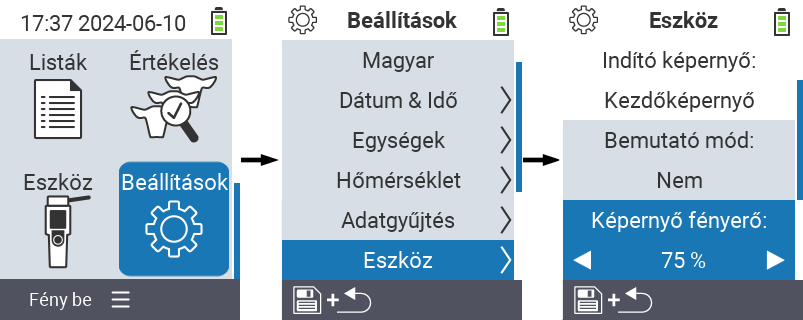 17:37 2024-06-10
Listák
Értékelés
Eszköz
Beállítások
Fény be
Beállítások
Magyar
Dátum & Idő
Egységek
Hőmérséklet
Adatgyűjtés
Eszköz
+
Eszköz
Indító képernyő:
Kezdőképernyő
Bemutató mód:
Nem
Képernyő fényerő:
75 %
+